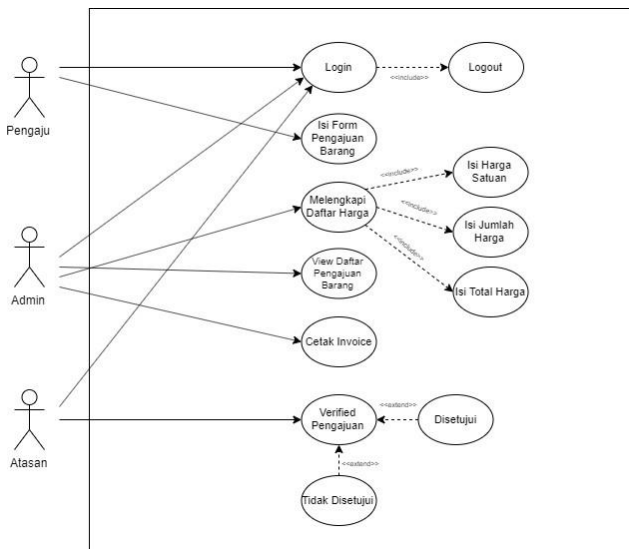 Login
<<include>>
Logout
Pengaju
Isi Form
Pengajuan
Barang
<<include>>
Isi Harga
Satuan
Melengkapi
Daftar Harga
<<include>>
Isi Jumlah
Harga
<<include>>
Isi Total Harga
View Daftar
Pengajuan
Barang
Admin
Cetak Invoice
Verified
Pengajuan
<<extend>>
Disetujui
Atasan
<<extend>>
Tidak Disetujui